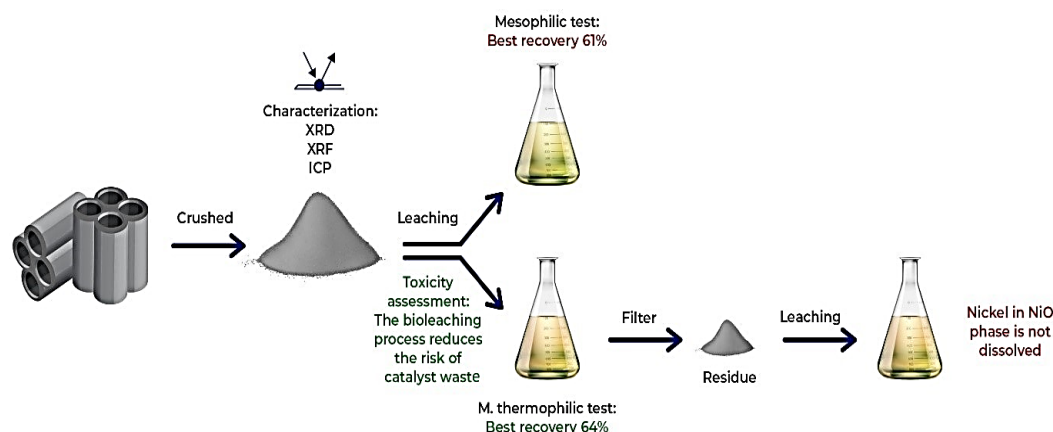 Mesophilic test:
Best recovery 61%
Characterization:
XRD
XRF
ICP
Crushed
Leaching
Toxicity
assessment:
The bioleaching
process reduces
the risk of
catalyst waste
Filter
Residue
Leaching
Nickel in NiO
phase is not
dissolved
M. thermophilic test:
Best recovery 64%